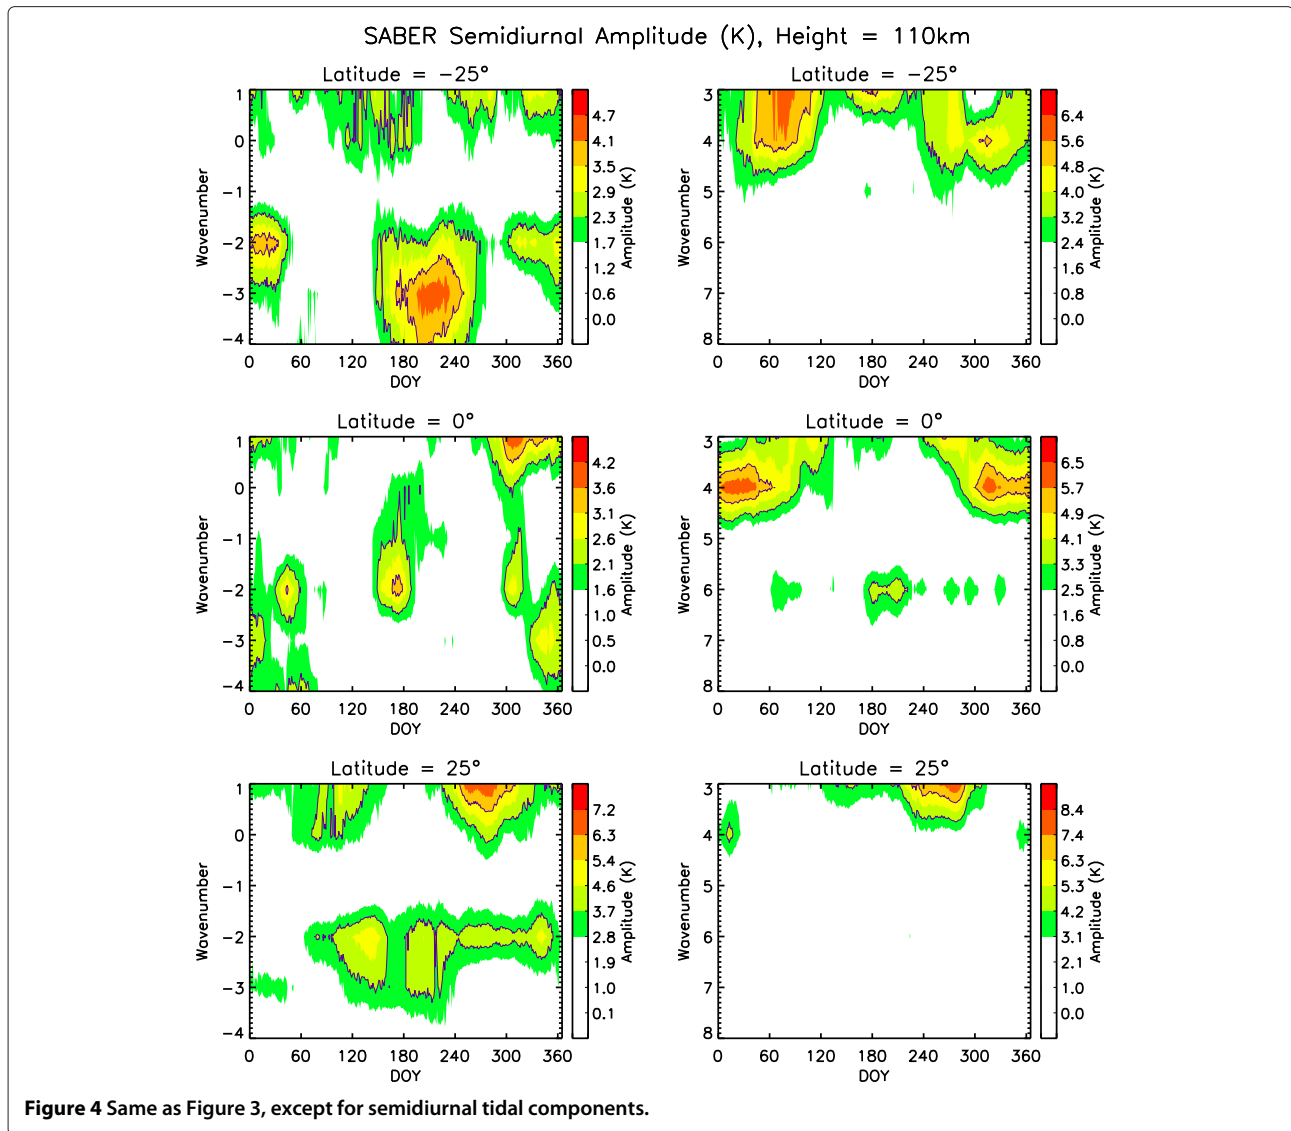 SABER Semidiurnal Amplitude (K), Height = 110km
Latitude = −25°
1
0
−1
−2
−3
−4
Wavenumber
0 60 120 180 240 300 360
DOY
4.7
4.1
3.5
2.9
2.3
1.7
1.2
0.6
0.0
Amplitude (K)
Latitude = −25°
3
4
5
6
7
8
Wavenumber
0 60 120 180 240 300 360
DOY
6.4
5.6
4.8
4.0
3.2
2.4
1.6
0.8
0.0
Amplitude (K)
Latitude = 0°
1
0
−1
−2
−3
−4
Wavenumber
0 60 120 180 240 300 360
DOY
4.2
3.6
3.1
2.6
2.1
1.6
1.0
0.5
0.0
Amplitude (K)
Latitude = 0°
3
4
5
6
7
8
Wavenumber
0 60 120 180 240 300 360
DOY
6.5
5.7
4.9
4.1
3.3
2.5
1.6
0.8
0.0
Amplitude (K)
Latitude = 25°
1
0
−1
−2
−3
−4
Wavenumber
0 60 120 180 240 300 360
DOY
7.2
6.3
5.4
4.6
3.7
2.8
1.9
1.0
0.1
Amplitude (K)
Latitude = 25°
3
4
5
6
7
8
Wavenumber
0 60 120 180 240 300 360
DOY
8.4
7.4
6.3
5.3
4.2
3.1
2.1
1.0
0.0
Amplitude (K)
Figure 4 Same as Figure 3, except for semidiurnal tidal components.